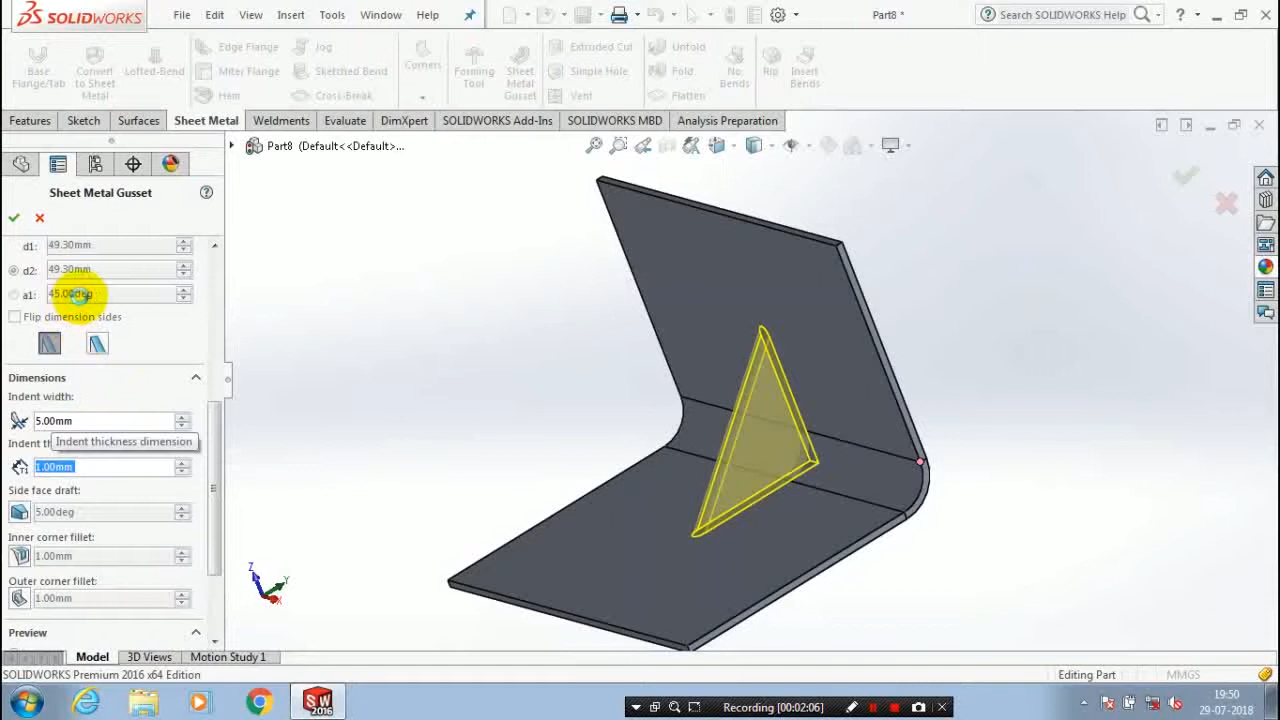 SOLIDWORKS File Edit View Insert Tools Window Help Part8 * Search SOLIDWORKS Help
Base Flange/Tab
Convert to Sheet Metal
Lofted-Bend
Edge Flange
Miter Flange
Hem
Jog
Sketched Bend
Cross-Break
Corners
Forming Tool
Sheet Metal Gusset
Extruded Cut
Simple Hole
Vent
Unfold
Fold
Flatten
No Bends
Rip
Insert Bends
Features Sketch Surfaces Sheet Metal Weldments Evaluate DimXpert SOLIDWORKS Add-Ins SOLIDWORKS MBD Analysis Preparation
Part8 (Default<<Default>...
Sheet Metal Gusset
d1: 49.30mm
d2: 49.30mm
a1: 45.00deg
Flip dimension sides
Dimensions
Indent width:
5.00mm
Indent th
Indent thickness dimension
1.00mm
Side face draft:
5.00deg
Inner corner fillet:
1.00mm
Outer corner fillet:
1.00mm
Preview
Z
Y
X
Model 3D Views Motion Study 1
SOLIDWORKS Premium 2016 x64 Edition Editing Part MMGS
SW 2016
Recording [00:02:06]
19:50
29-07-2018